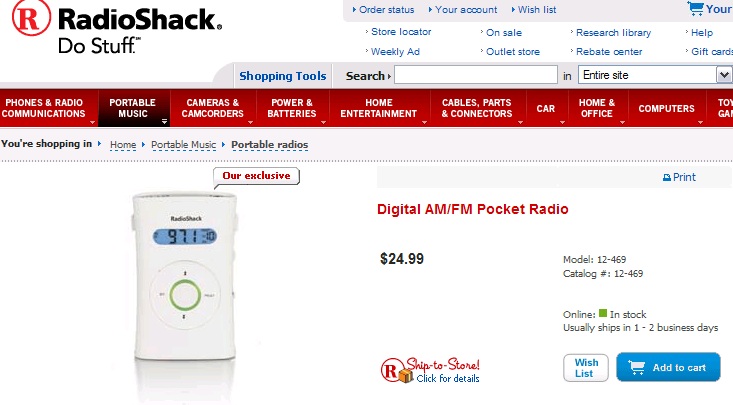 RadioShack®
Do Stuff.™
Order status Your account Wish list Your
Store locator On sale Research library Help
Weekly Ad Outlet store Rebate center Gift cards
Shopping Tools Search in Entire site
PHONES & RADIO COMMUNICATIONS
PORTABLE MUSIC
CAMERAS & CAMCORDERS
POWER & BATTERIES
HOME ENTERTAINMENT
CABLES, PARTS & CONNECTORS
CAR
HOME & OFFICE
COMPUTERS
You're shopping in Home Portable Music Portable radios
Our exclusive
Print
RadioShack
97.1
Digital AM/FM Pocket Radio
$24.99
Model: 12-469
Catalog #: 12-469
Online: In stock
Usually ships in 1 - 2 business days
Ship-to-Store!
Click for details
Wish List
Add to cart